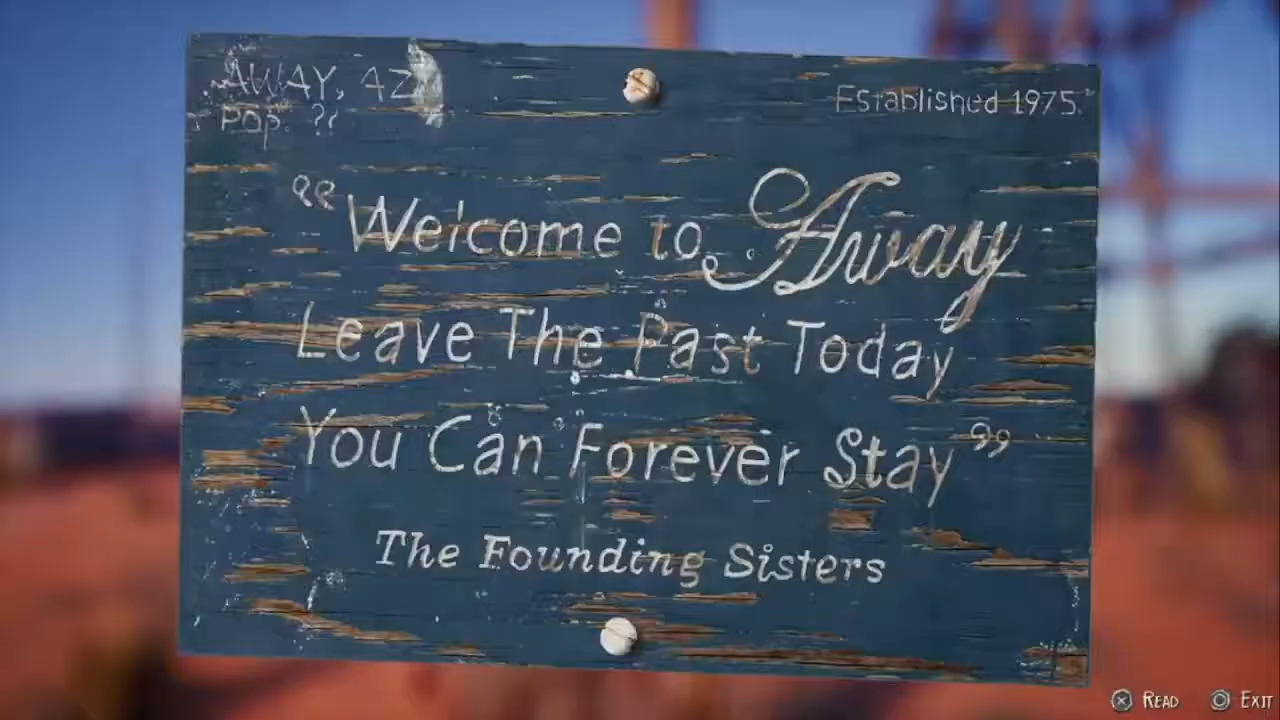 AWAY, AZ
Pop. ??
Established 1975.
"Welcome to Away
Leave The Past Today
You Can Forever Stay"
The Founding Sisters
READ
EXIT